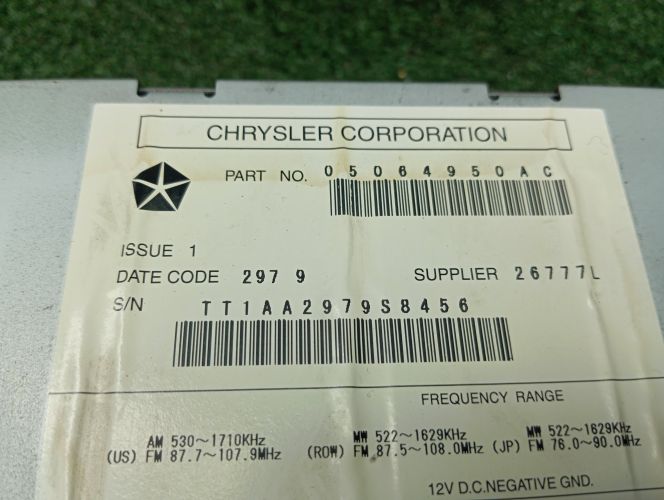 CHRYSLER CORPORATION
PART NO. 05064950AC
ISSUE 1
DATE CODE 297 9 SUPPLIER 26777L
S/N TT1AA2979S8456
FREQUENCY RANGE
AM 530~1710KHz MW 522~1629KHz MW 522~1629KHz
(US) FM 87.7~107.9MHz (ROW) FM 87.5~108.0MHz (JP) FM 76.0~90.0MHz
12V D.C.NEGATIVE GND.